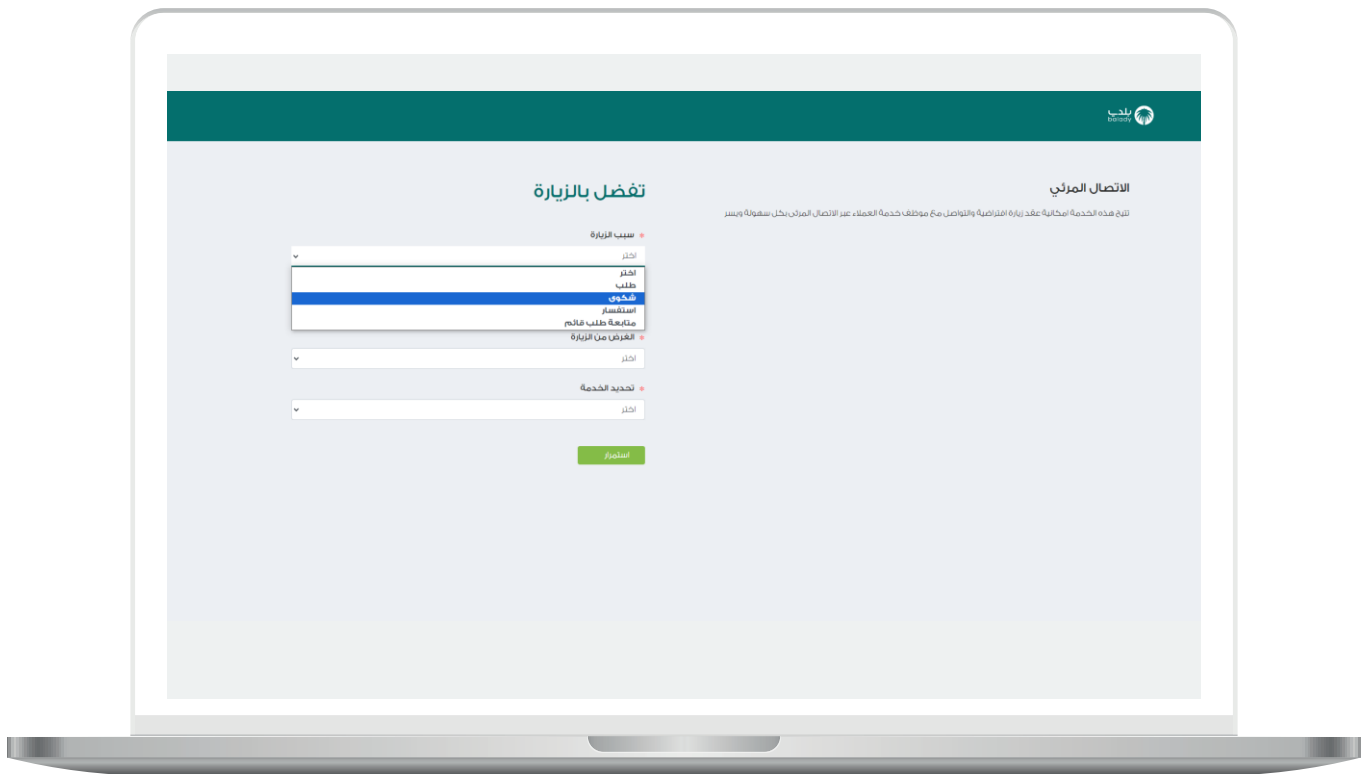 بلدي
balady
الاتصال المرئي
تتيح هذه الخدمة امكانية عقد زيارة افتراضية والتواصل مع موظف خدمة العملاء عبر الاتصال المرئي بكل سهولة ويسر
تفضل بالزيارة
* سبب الزيارة
اختر
اختر
طلب
شكوى
استفسار
متابعة طلب قائم
* الغرض من الزيارة
اختر
* تحديد الخدمة
اختر
استمرار